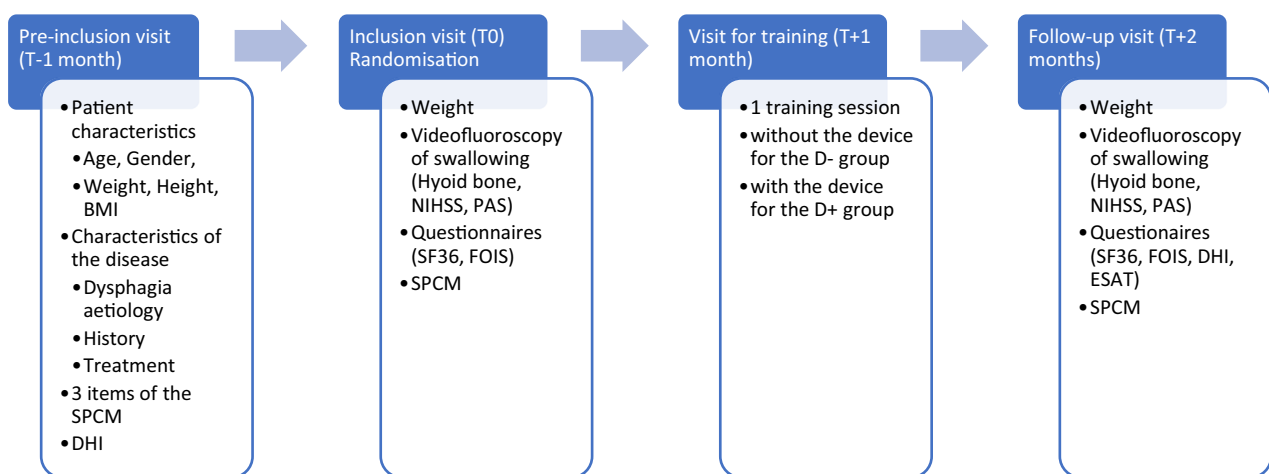 Pre-inclusion visit
(T-1 month)
•Patient
characteristics
•Age, Gender,
•Weight, Height,
BMI
•Characteristics of
the disease
•Dysphagia
aetiology
•History
•Treatment
•3 items of the
SPCM
•DHI
Inclusion visit (T0)
Randomisation
•Weight
•Videofluoroscopy
of swallowing
(Hyoid bone,
NIHSS, PAS)
•Questionnaires
(SF36, FOIS)
•SPCM
Visit for training (T+1
month)
•1 training session
•without the device
for the D- group
•with the device
for the D+ group
Follow-up visit (T+2
months)
•Weight
•Videofluoroscopy
of swallowing
(Hyoid bone,
NIHSS, PAS)
•Questionaires
(SF36, FOIS, DHI,
ESAT)
•SPCM